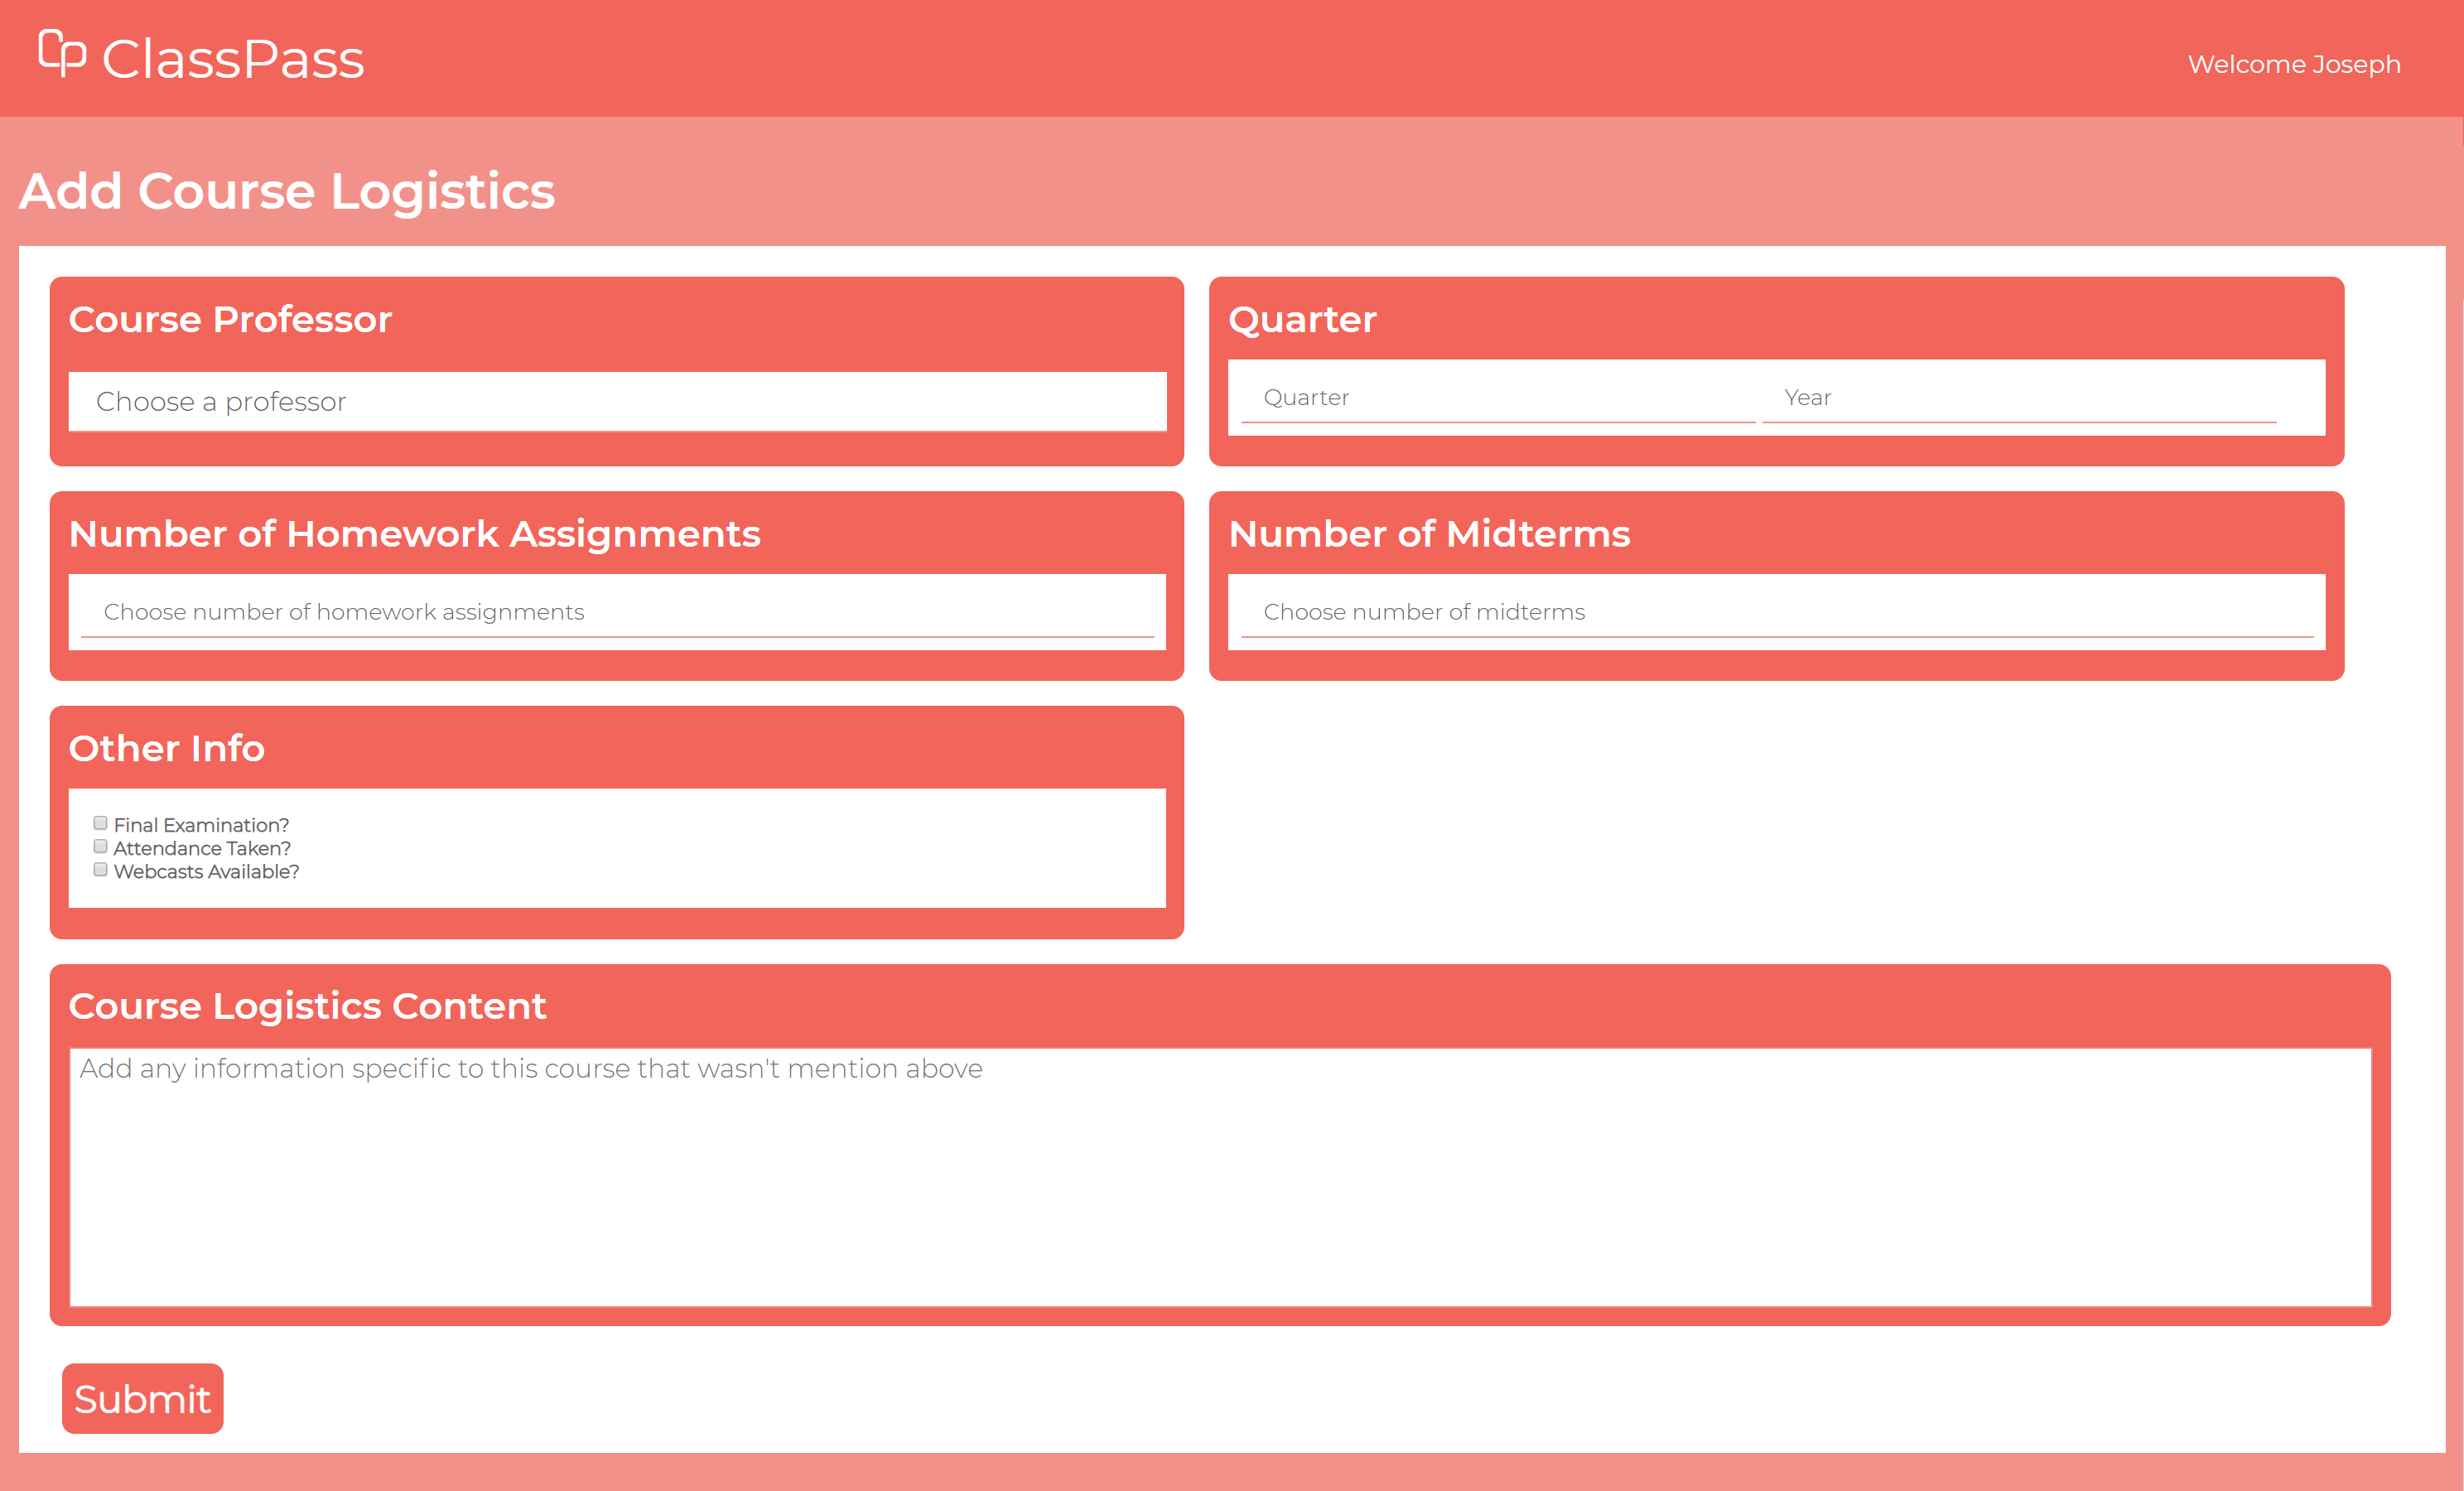 ClassPass
Welcome Joseph
Add Course Logistics
Course Professor
Choose a professor
Quarter
Quarter
Year
Number of Homework Assignments
Choose number of homework assignments
Number of Midterms
Choose number of midterms
Other Info
Final Examination?
Attendance Taken?
Webcasts Available?
Course Logistics Content
Add any information specific to this course that wasn't mention above
Submit